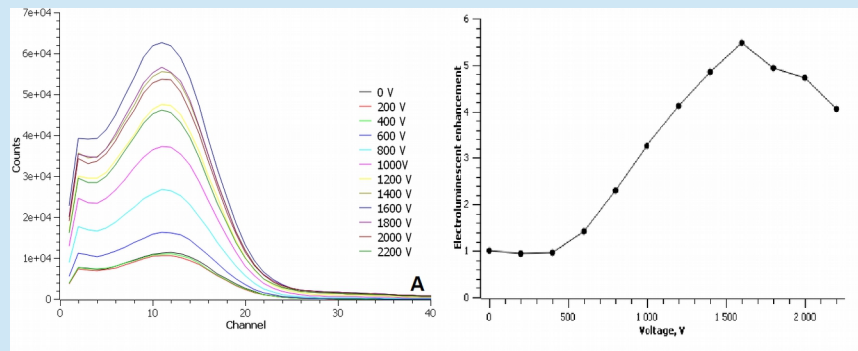 7e+04
6e+04
5e+04
4e+04
3e+04
2e+04
1e+04
0
Counts
0
10
20
30
40
Channel
0 V
200 V
400 V
600 V
800 V
1000V
1200 V
1400 V
1600 V
1800 V
2000 V
2200 V
A
6
5
4
3
2
1
0
Electroluminescent enhancement
0
500
1 000
1 500
2 000
Voltage, V